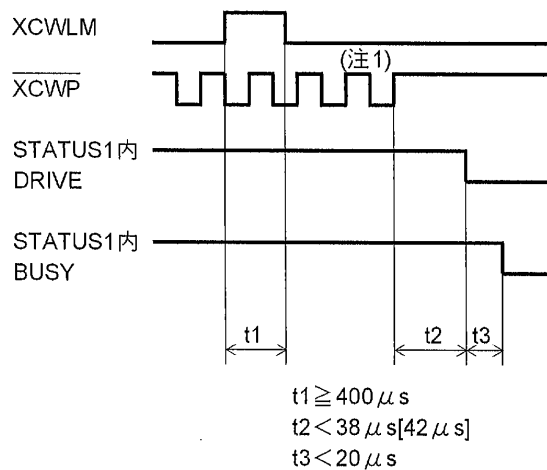 XCWLM
(注1)
XCWP
STATUS1内
DRIVE
STATUS1内
BUSY
t1
t2
t3
t1≧400μs
t2<38μs[42μs]
t3<20μs